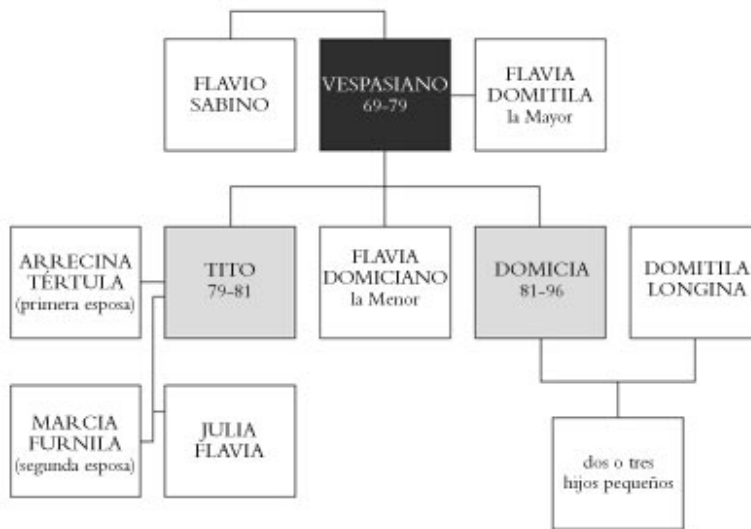 FLAVIO
SABINO
VESPASIANO
69-79
FLAVIA
DOMITILA
la Mayor
ARRECINA
TÉRTULA
(primera esposa)
TITO
79-81
FLAVIA
DOMICIANO
la Menor
DOMICIA
81-96
DOMITILA
LONGINA
MARCIA
FURNILA
(segunda esposa)
JULIA
FLAVIA
dos o tres
hijos pequeños